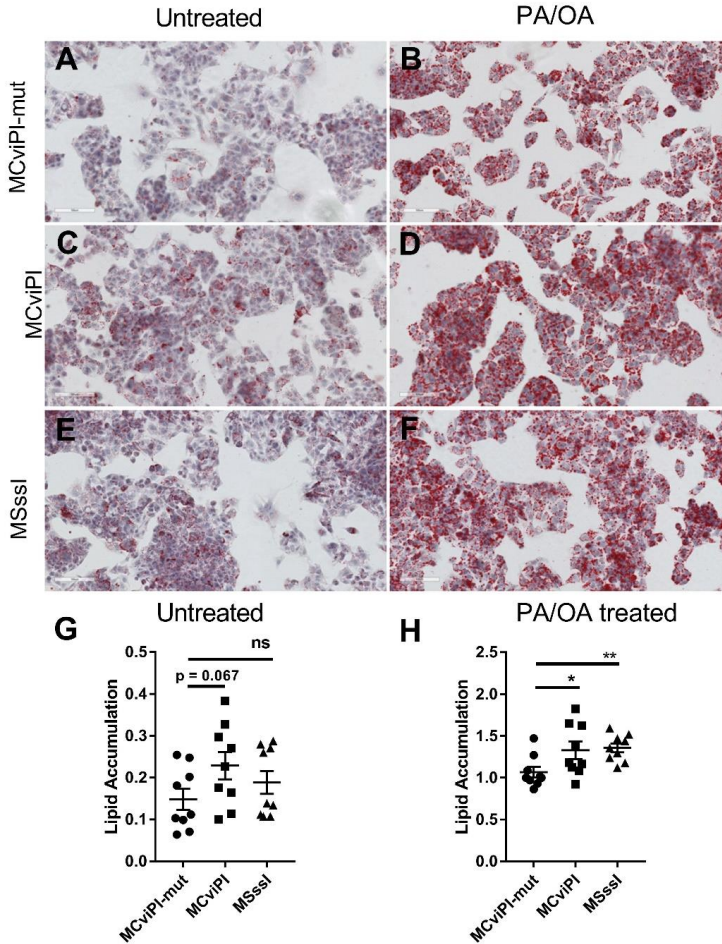 Untreated PA/OA
A B
MCviPI-mut
C D
MCviPI
E F
MSssI
Untreated PA/OA treated
G H
ns
p = 0.067
Lipid Accumulation
0.5
0.4
0.3
0.2
0.1
0.0
MCviPI-mut MCviPI MSssI
**
*
Lipid Accumulation
2.5
2.0
1.5
1.0
0.5
0.0
MCviPI-mut MCviPI MSssI